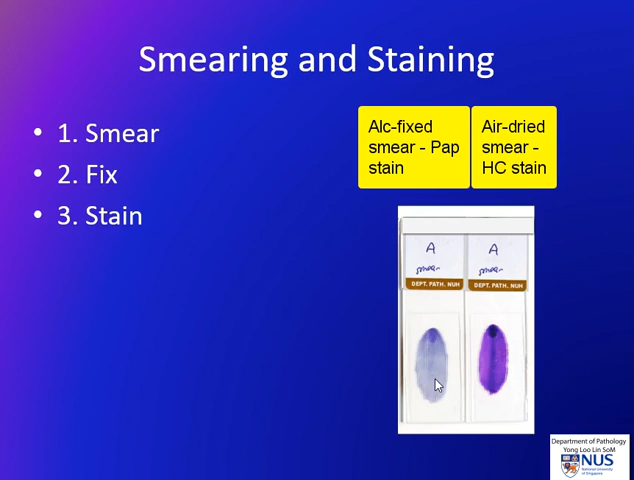 Smearing and Staining
• 1. Smear
• 2. Fix
• 3. Stain
Alc-fixed
smear - Pap
stain
Air-dried
smear -
HC stain
A
smear
DEPT. PATH. NUH
A
smear
DEPT. PATH. NUH
Department of Pathology
Yong Loo Lin SoM
NUS
National University
of Singapore